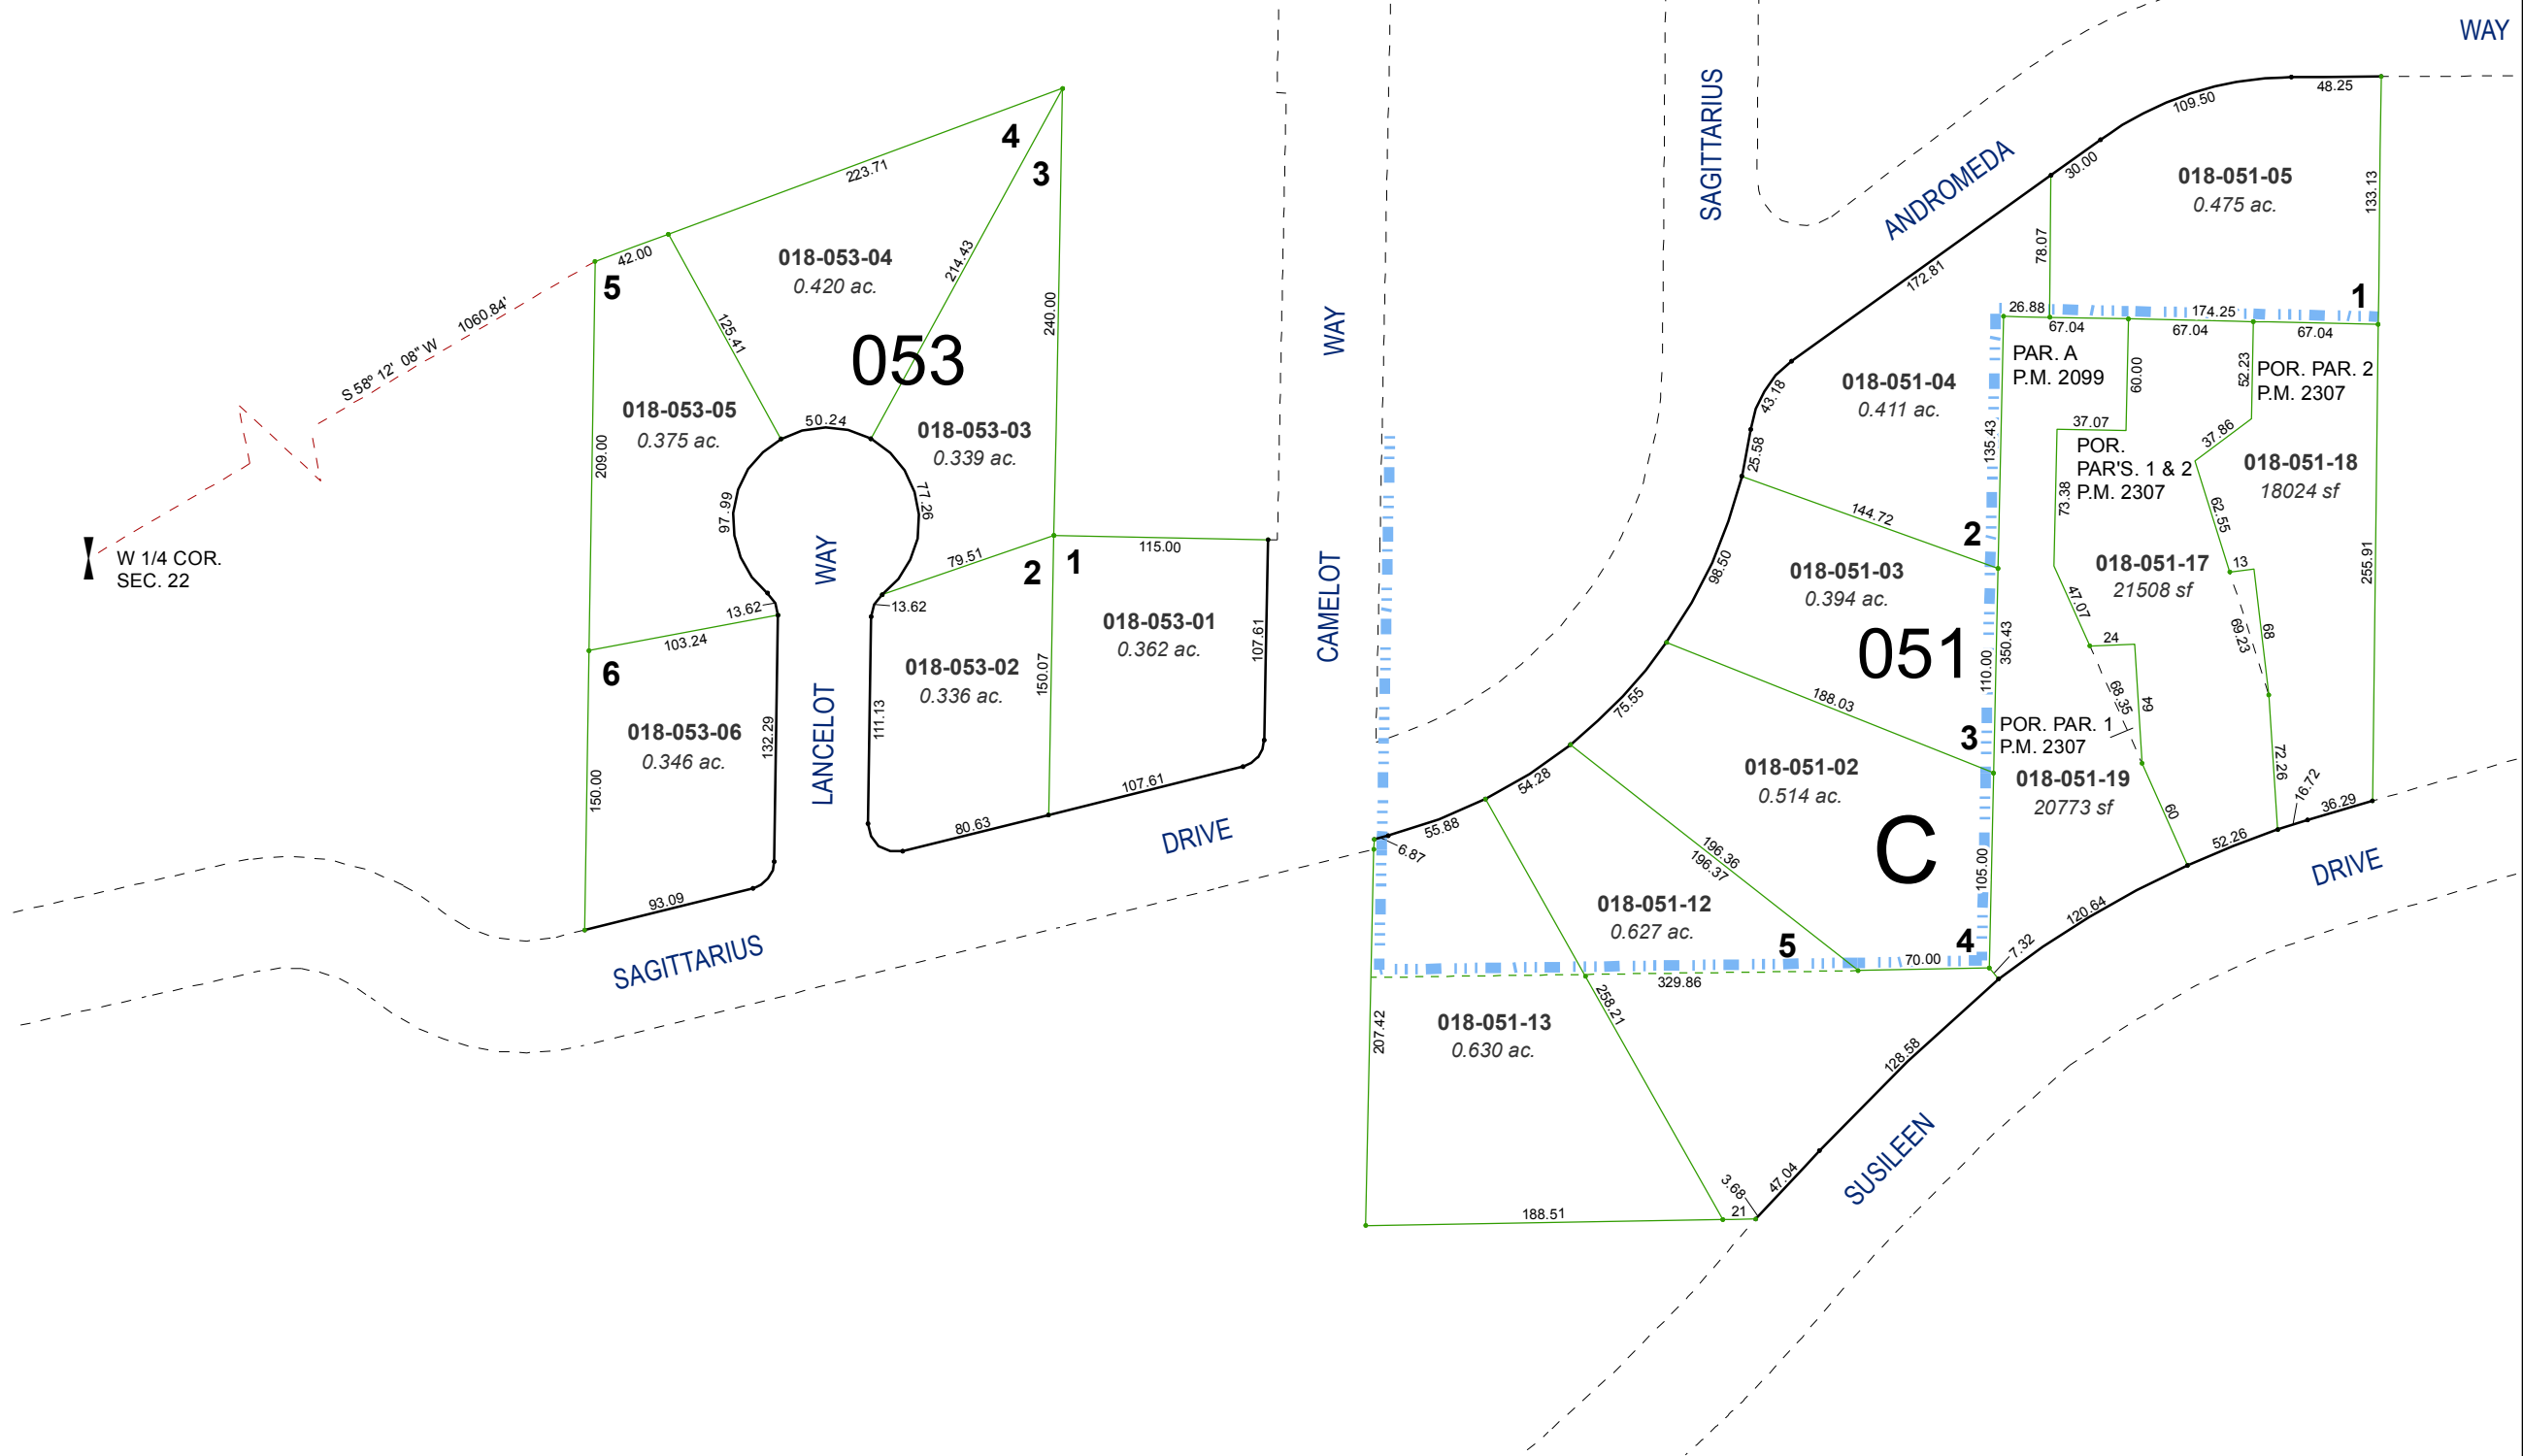 WAY
48.25
109.50
30.00
018-051-05
0.475 ac.
133.13
SAGITTARIUS
ANDROMEDA
78.07
172.81
1
26.88
174.25
67.04
67.04
67.04
4
3
223.71
42.00
5
018-053-04
0.420 ac.
214.43
240.00
125.41
053
1060.84'
S 58° 12' 08" W
W 1/4 COR.
SEC. 22
018-053-05
0.375 ac.
209.00
50.24
018-053-03
0.339 ac.
97.99
77.26
79.51
115.00
2
1
13.62
13.62
103.24
6
018-053-06
0.346 ac.
132.29
150.00
93.09
LANCELOT
WAY
018-053-02
0.336 ac.
111.13
150.07
80.63
018-053-01
0.362 ac.
107.61
107.61
SAGITTARIUS
DRIVE
CAMELOT
WAY
43.18
25.58
018-051-04
0.411 ac.
135.43
144.72
2
98.50
018-051-03
0.394 ac.
051
350.43
110.00
188.03
3
75.55
018-051-02
0.514 ac.
54.28
55.88
6.87
196.36
196.37
C
105.00
018-051-12
0.627 ac.
5
4
70.00
329.86
7.32
018-051-13
0.630 ac.
207.42
258.21
188.51
3.68
21
47.04
128.58
120.64
SUSILEEN
DRIVE
PAR. A
P.M. 2099
60.00
52.23
POR. PAR. 2
P.M. 2307
37.07
37.86
POR.
PAR'S. 1 & 2
P.M. 2307
73.38
018-051-18
18024 sf
62.55
13
018-051-17
21508 sf
255.91
47.07
24
69.23
68
68.35
64
POR. PAR. 1
P.M. 2307
018-051-19
20773 sf
60
72.26
16.72
36.29
52.26